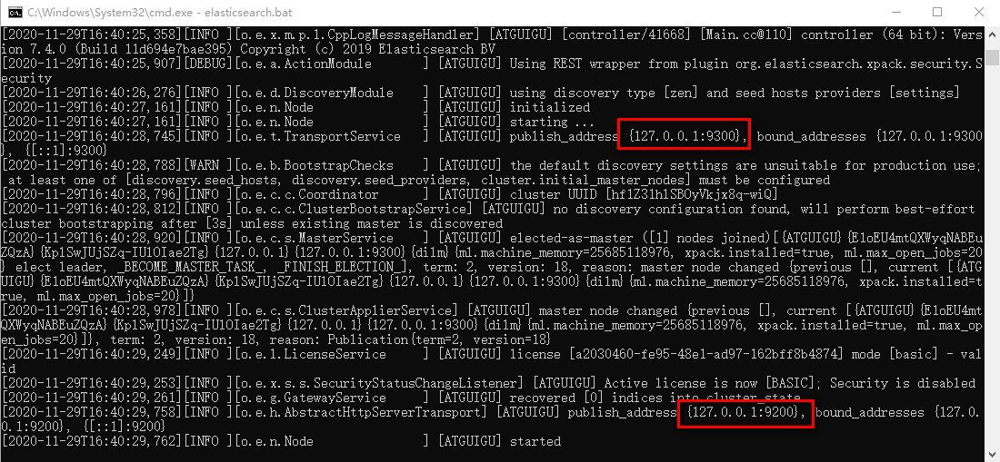 C:\Windows\System32\cmd.exe - elasticsearch.bat
[2020-11-29T16:40:25,358][INFO ][o.e.x.m.p.l.CppLogMessageHandler] [ATGUIGU] [controller/41668] [Main.cc@110] controller (64 bit): Vers
ion 7.4.0 (Build 11d694e7bae395) Copyright (c) 2019 Elasticsearch BV
[2020-11-29T16:40:25,907][DEBUG][o.e.a.ActionModule       ] [ATGUIGU] Using REST wrapper from plugin org.elasticsearch.xpack.security.S
ecurity
[2020-11-29T16:40:26,276][INFO ][o.e.d.DiscoveryModule    ] [ATGUIGU] using discovery type [zen] and seed hosts providers [settings]
[2020-11-29T16:40:27,161][INFO ][o.e.n.Node               ] [ATGUIGU] initialized
[2020-11-29T16:40:27,161][INFO ][o.e.n.Node               ] [ATGUIGU] starting ...
[2020-11-29T16:40:28,745][INFO ][o.e.t.TransportService   ] [ATGUIGU] publish_address {127.0.0.1:9300}, bound_addresses {127.0.0.1:9300
}, {[::1]:9300}
[2020-11-29T16:40:28,788][WARN ][o.e.b.BootstrapChecks    ] [ATGUIGU] the default discovery settings are unsuitable for production use;
 at least one of [discovery.seed_hosts, discovery.seed_providers, cluster.initial_master_nodes] must be configured
[2020-11-29T16:40:28,796][INFO ][o.e.c.c.Coordinator      ] [ATGUIGU] cluster UUID [hf1Z31hlSBOyVkjx8q-wiQ]
[2020-11-29T16:40:28,812][INFO ][o.e.c.c.ClusterBootstrapService] [ATGUIGU] no discovery configuration found, will perform best-effort
cluster bootstrapping after [3s] unless existing master is discovered
[2020-11-29T16:40:28,920][INFO ][o.e.c.s.MasterService    ] [ATGUIGU] elected-as-master ([1] nodes joined)[{ATGUIGU}{E1oEU4mtQXWyqNABEu
ZQzA}{Kp1SwJUjSZq-IU1OIae2Tg}{127.0.0.1}{127.0.0.1:9300}{dilm}{ml.machine_memory=25685118976, xpack.installed=true, ml.max_open_jobs=20
} elect leader, _BECOME_MASTER_TASK_, _FINISH_ELECTION_], term: 2, version: 18, reason: master node changed {previous [], current [{ATG
UIGU}{E1oEU4mtQXWyqNABEuZQzA}{Kp1SwJUjSZq-IU1OIae2Tg}{127.0.0.1}{127.0.0.1:9300}{dilm}{ml.machine_memory=25685118976, xpack.installed=t
rue, ml.max_open_jobs=20}]}
[2020-11-29T16:40:28,978][INFO ][o.e.c.s.ClusterApplierService] [ATGUIGU] master node changed {previous [], current [{ATGUIGU}{E1oEU4mt
QXWyqNABEuZQzA}{Kp1SwJUjSZq-IU1OIae2Tg}{127.0.0.1}{127.0.0.1:9300}{dilm}{ml.machine_memory=25685118976, xpack.installed=true, ml.max_op
en_jobs=20}]}, term: 2, version: 18, reason: Publication{term=2, version=18}
[2020-11-29T16:40:29,249][INFO ][o.e.l.LicenseService     ] [ATGUIGU] license [a2030460-fe95-48e1-ad97-162bff8b4874] mode [basic] - val
id
[2020-11-29T16:40:29,253][INFO ][o.e.x.s.s.SecurityStatusChangeListener] [ATGUIGU] Active license is now [BASIC]; Security is disabled
[2020-11-29T16:40:29,261][INFO ][o.e.g.GatewayService     ] [ATGUIGU] recovered [0] indices into cluster_state
[2020-11-29T16:40:29,758][INFO ][o.e.h.AbstractHttpServerTransport] [ATGUIGU] publish_address {127.0.0.1:9200}, bound_addresses {127.0.
0.1:9200}, {[::1]:9200}
[2020-11-29T16:40:29,762][INFO ][o.e.n.Node               ] [ATGUIGU] started